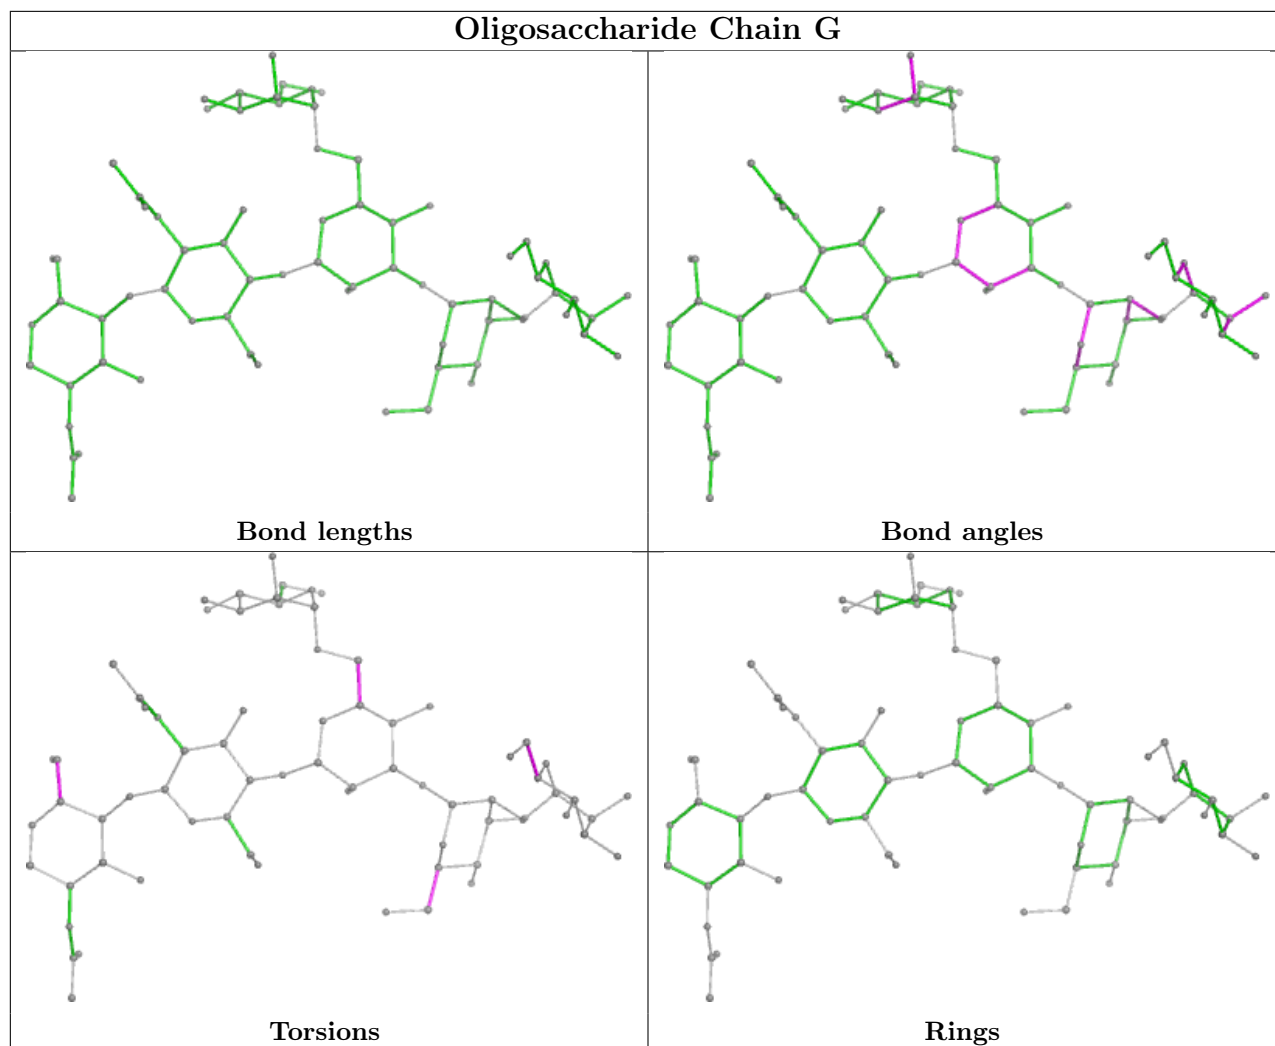 Oligosaccharide Chain G
Bond lengths
Bond angles
Torsions
Rings